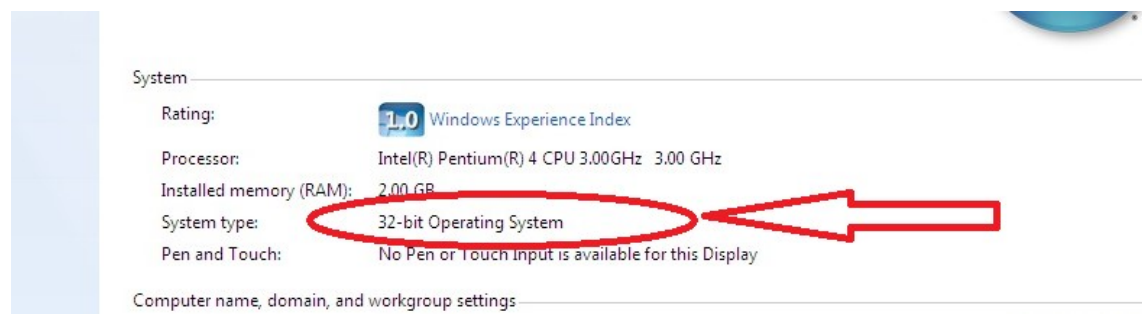 System
Rating: 1.0 Windows Experience Index
Processor: Intel(R) Pentium(R) 4 CPU 3.00GHz 3.00 GHz
Installed memory (RAM): 2.00 GB
System type: 32-bit Operating System
Pen and Touch: No Pen or Touch Input is available for this Display
Computer name, domain, and workgroup settings